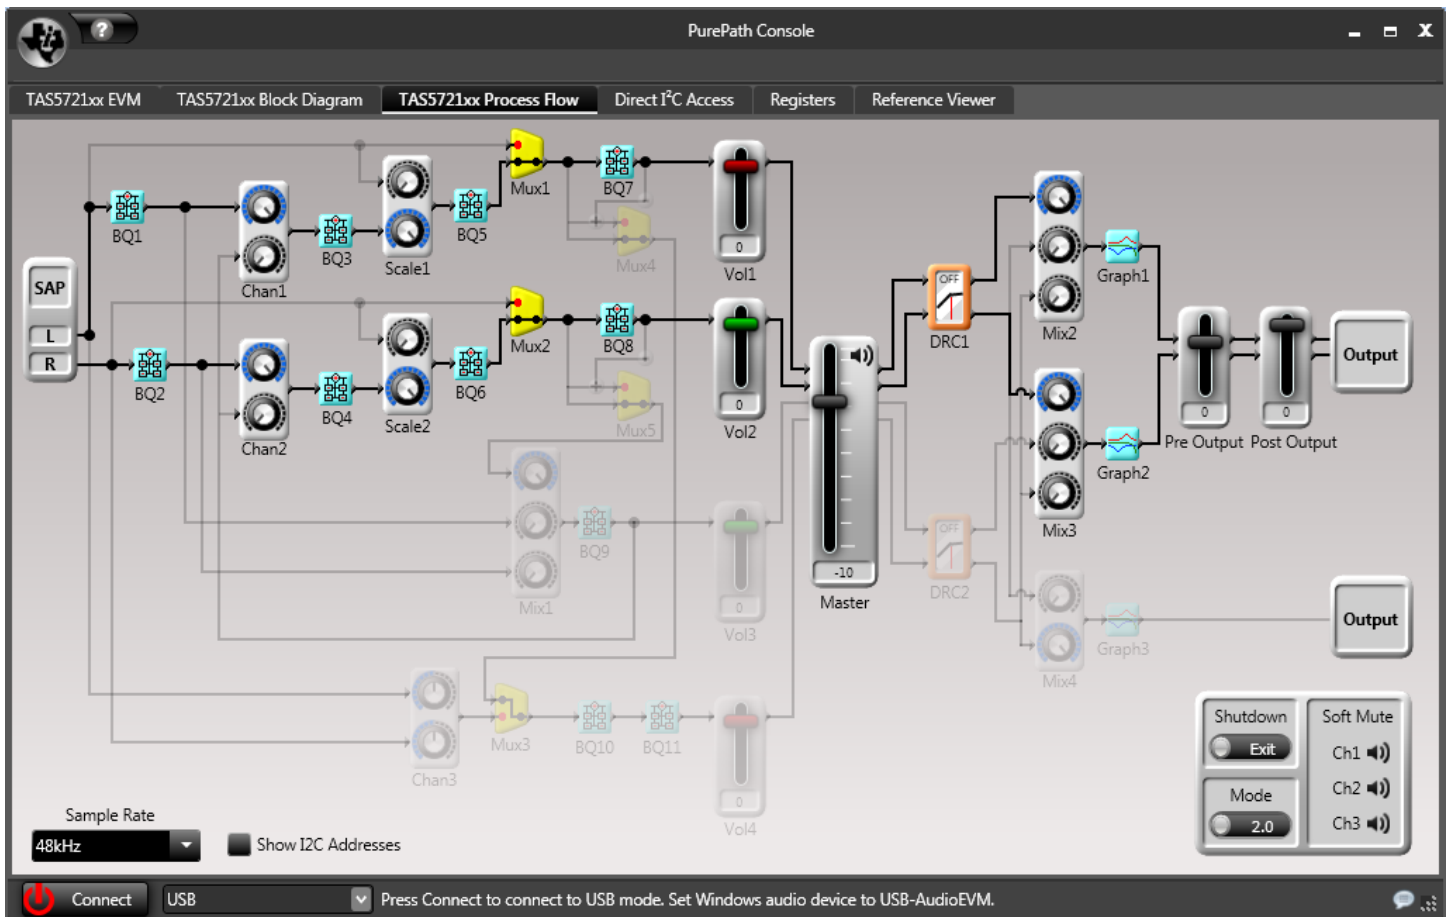 ?
PurePath Console
TAS5721xx EVM
TAS5721xx Block Diagram
TAS5721xx Process Flow
Direct I²C Access
Registers
Reference Viewer
SAP
L
R
BQ1
BQ2
Chan1
Chan2
BQ3
BQ4
Scale1
Scale2
BQ5
BQ6
Mux1
Mux2
BQ7
BQ8
Mux4
Mux5
0
Vol1
0
Vol2
Mix1
BQ9
0
Vol3
Chan3
Mux3
BQ10
BQ11
0
Vol4
-10
Master
OFF
DRC1
OFF
DRC2
Mix2
Graph1
Mix3
Graph2
Mix4
Graph3
0
Pre Output
0
Post Output
Output
Output
Shutdown
Exit
Mode
2.0
Soft Mute
Ch1
Ch2
Ch3
Sample Rate
48kHz
Show I2C Addresses
Connect
USB
Press Connect to connect to USB mode. Set Windows audio device to USB-AudioEVM.